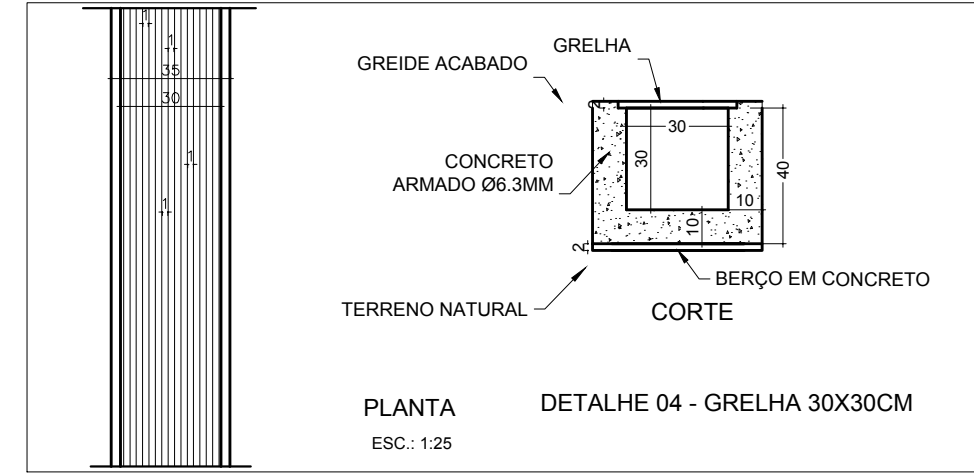 1
1
35
30
1
1
GRELHA
GREIDE ACABADO
2
30
CONCRETO
ARMADO Ø6.3MM
30
40
10
10
2
BERÇO EM CONCRETO
TERRENO NATURAL
CORTE
PLANTA
DETALHE 04 - GRELHA 30X30CM
ESC.: 1:25